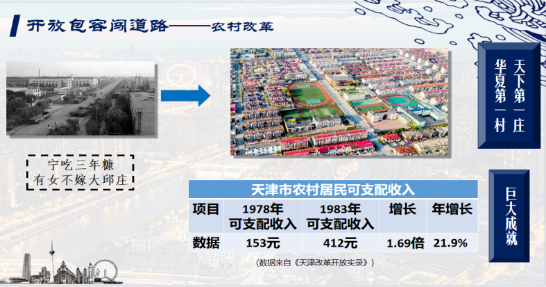 开放包容闯道路——农村改革
天下第一庄
华夏第一村
宁吃三年糠
有女不嫁大邱庄
天津市农村居民可支配收入
项目 1978年可支配收入 1983年可支配收入 增长 年增长
数据 153元 412元 1.69倍 21.9%
(数据来自《天津改革开放实录》)
巨大成就